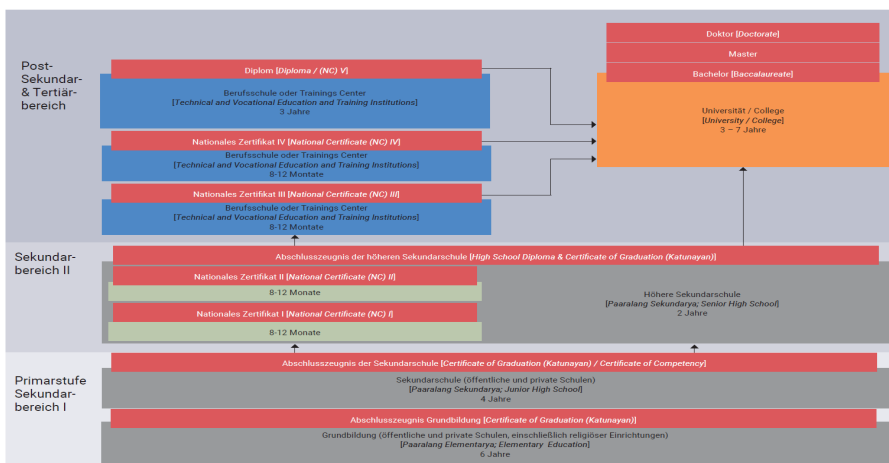 Post-
Sekundar-
& Tertiär-
bereich
Doktor [Doctorate]
Master
Bachelor [Baccalaureate]
Universität / College
[University / College]
3 – 7 Jahre
Diplom [Diploma / (NC) V]
Berufsschule oder Trainings Center
[Technical and Vocational Education and Training Institutions]
3 Jahre
Nationales Zertifikat IV [National Certificate (NC) IV]
Berufsschule oder Trainings Center
[Technical and Vocational Education and Training Institutions]
8-12 Montate
Nationales Zertifikat III [National Certificate (NC) III]
Berufsschule oder Trainings Center
[Technical and Vocational Education and Training Institutions]
8-12 Montate
Sekundar-
bereich II
Abschlusszeugnis der höheren Sekundarschule [High School Diploma & Certificate of Graduation (Katunayan)]
Nationales Zertifikat II [National Certificate (NC) II]
8-12 Monate
Nationales Zertifikat I [National Certificate (NC) I]
8-12 Monate
Höhere Sekundarschule
[Paaralang Sekundarya; Senior High School]
2 Jahre
Primarstufe
Sekundar-
bereich I
Abschlusszeugnis der Sekundarschule [Certificate of Graduation (Katunayan) / Certificate of Competency]
Sekundarschule (öffentliche und private Schulen)
[Paaralang Sekundarya; Junior High School]
4 Jahre
Abschlusszeugnis Grundbildung [Certificate of Graduation (Katunayan)]
Grundbildung (öffentliche und private Schulen, einschließlich religiöser Einrichtungen)
[Paaralang Elementarya; Elementary Education]
6 Jahre